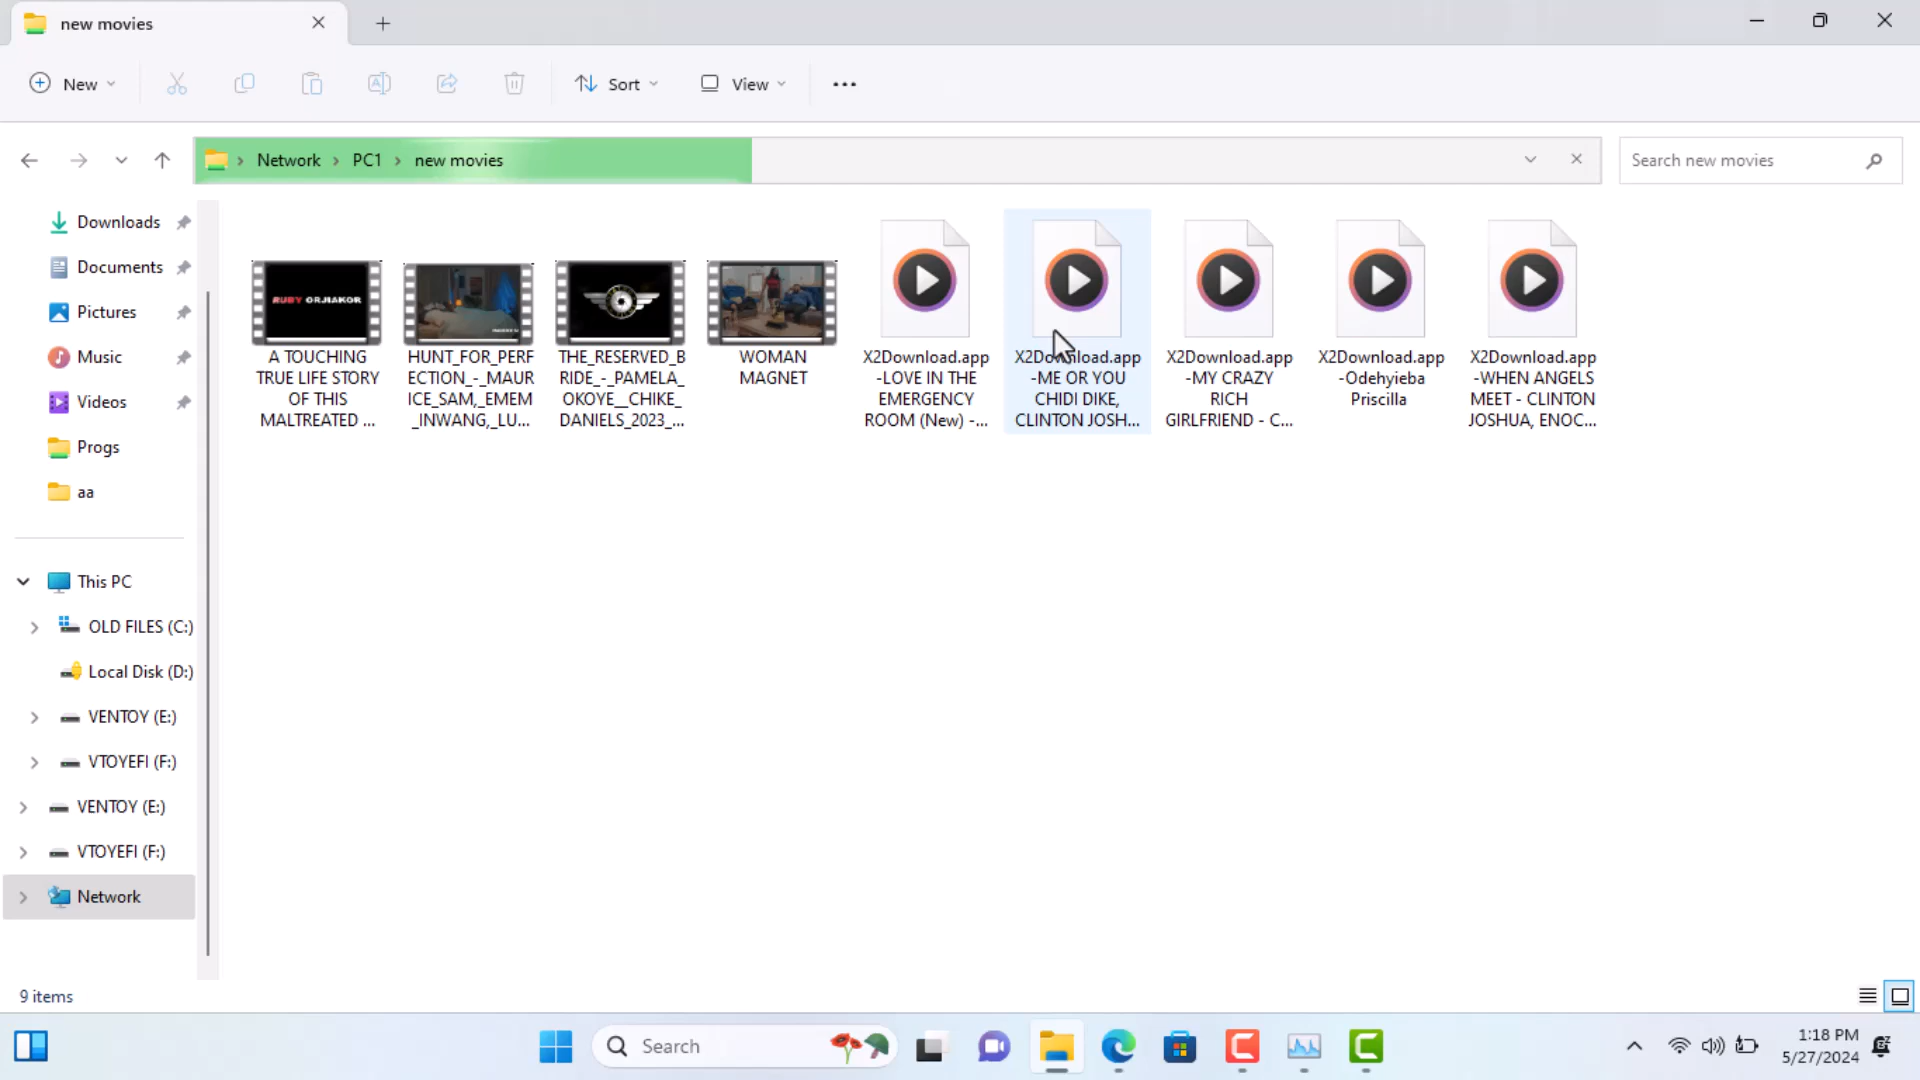 new movies
New
Sort
View
Network
PC1
new movies
Search new movies
Downloads
Documents
Pictures
Music
Videos
Progs
aa
This PC
OLD FILES (C:)
Local Disk (D:)
VENTOY (E:)
VTOYEFI (F:)
VENTOY (E:)
VTOYEFI (F:)
Network
RUBY ORJIAKOR
A TOUCHING
TRUE LIFE STORY
OF THIS
MALTREATED ...
HUNT_FOR_PERF
ECTION_-_MAUR
ICE_SAM,_EMEM
_INWANG,_LU...
THE_RESERVED_B
RIDE_-_PAMELA_
OKOYE__CHIKE_
DANIELS_2023_...
WOMAN
MAGNET
X2Download.app
-LOVE IN THE
EMERGENCY
ROOM (New) -...
X2Download.app
-ME OR YOU
CHIDI DIKE,
CLINTON JOSH...
X2Download.app
-MY CRAZY
RICH
GIRLFRIEND - C...
X2Download.app
-Odehyieba
Priscilla
X2Download.app
-WHEN ANGELS
MEET - CLINTON
JOSHUA, ENOC...
9 items
Search
1:18 PM
5/27/2024